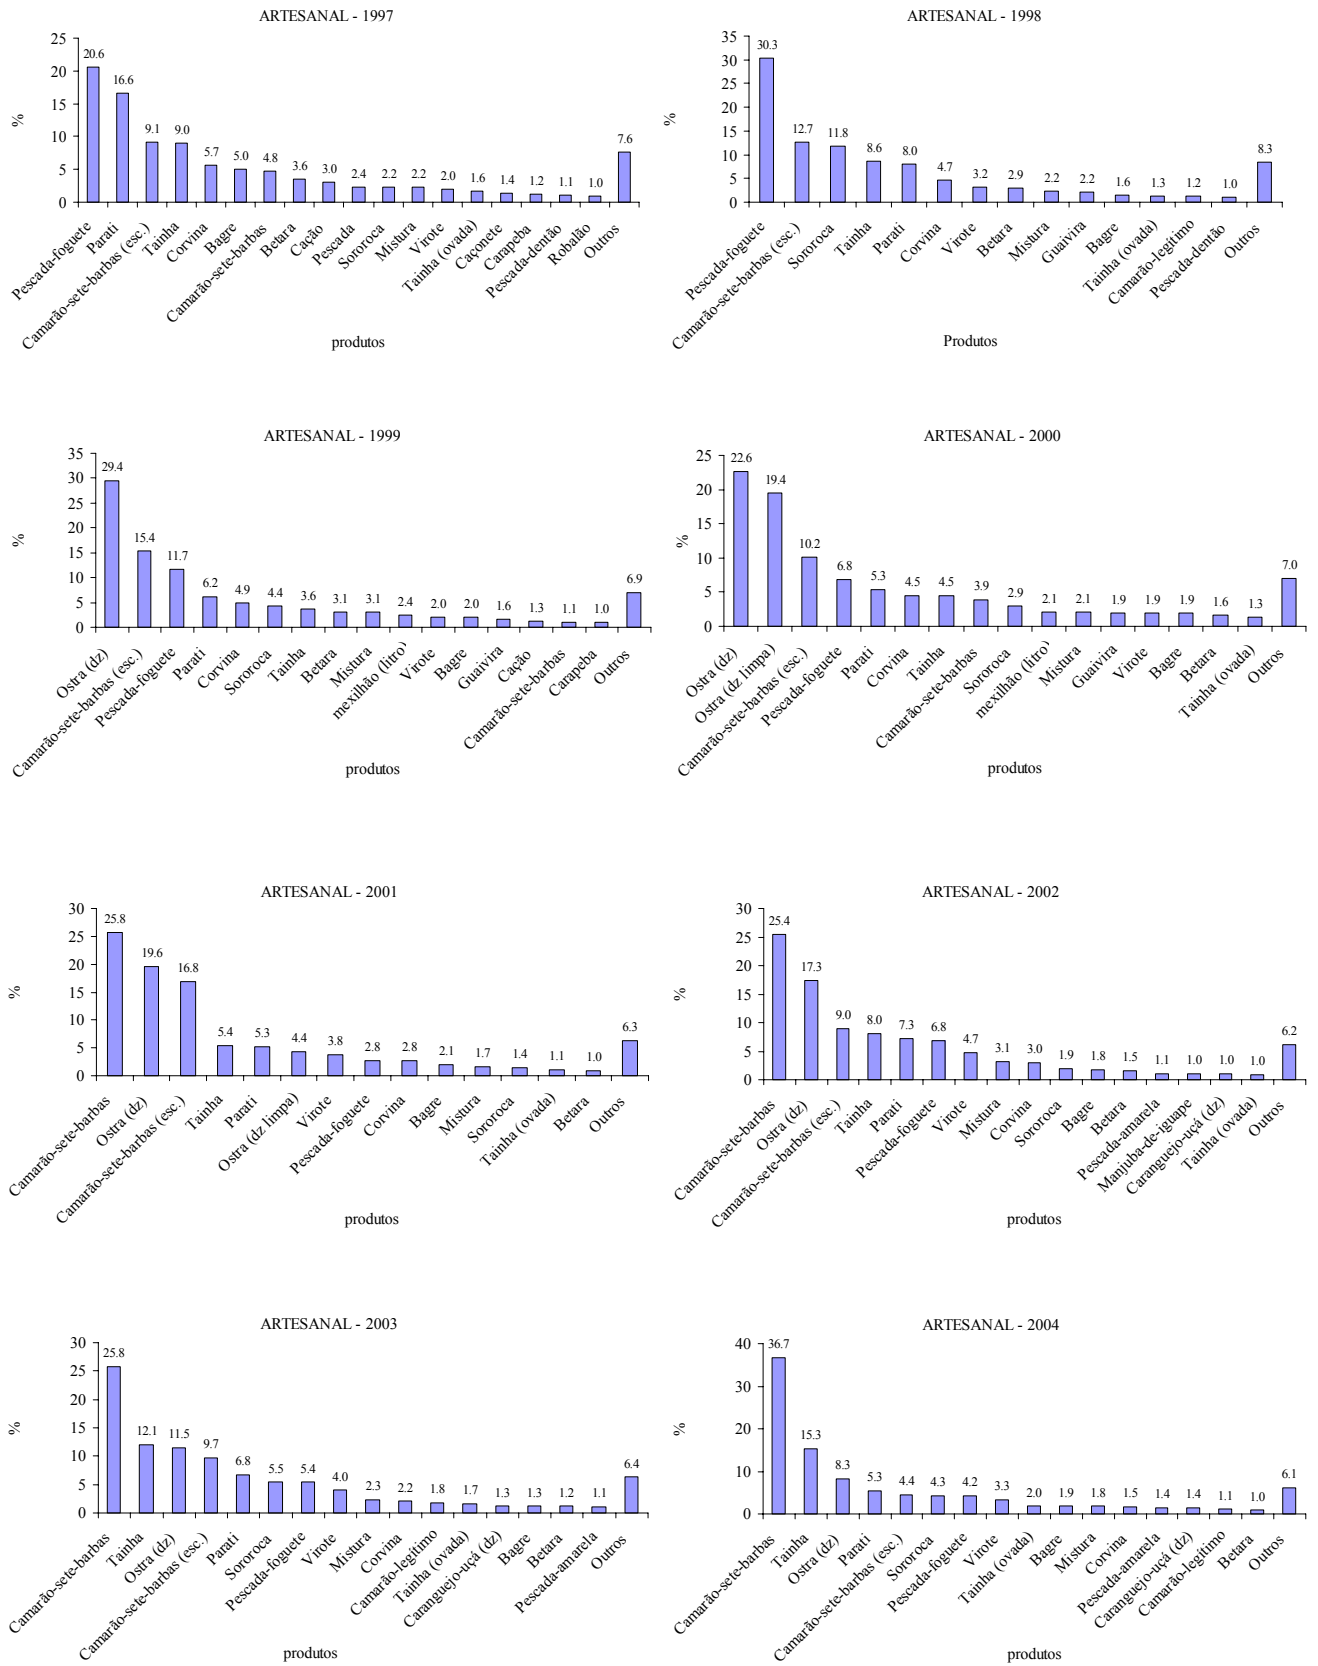 ARTESANAL - 1997
25
20
15
10
5
0
%
20.6
16.6
9.1
9.0
5.7
5.0
4.8
3.6
3.0
2.4
2.2
2.2
2.0
1.6
1.4
1.2
1.1
1.0
7.6
Pescada-foguete
Parati
Camarão-sete-barbas (esc.)
Tainha
Corvina
Bagre
Camarão-sete-barbas
Betara
Cação
Pescada
Sororoca
Mistura
Virote
Tainha (ovada)
Caçonete
Carapeba
Pescada-dentão
Robalão
Outros
produtos
ARTESANAL - 1998
35
30
25
20
15
10
5
0
%
30.3
12.7
11.8
8.6
8.0
4.7
3.2
2.9
2.2
2.2
1.6
1.3
1.2
1.0
8.3
Pescada-foguete
Camarão-sete-barbas (esc.)
Sororoca
Tainha
Parati
Corvina
Virote
Betara
Mistura
Guaivira
Bagre
Tainha (ovada)
Camarão-legítimo
Pescada-dentão
Outros
Produtos
ARTESANAL - 1999
35
30
25
20
15
10
5
0
%
29.4
15.4
11.7
6.2
4.9
4.4
3.6
3.1
3.1
2.4
2.0
2.0
1.6
1.3
1.1
1.0
6.9
Ostra (dz)
Camarão-sete-barbas (esc.)
Pescada-foguete
Parati
Corvina
Sororoca
Tainha
Betara
Mistura
mexilhão (litro)
Virote
Bagre
Guaivira
Cação
Camarão-sete-barbas
Carapeba
Outros
produtos
ARTESANAL - 2000
25
20
15
10
5
0
%
22.6
19.4
10.2
6.8
5.3
4.5
4.5
3.9
2.9
2.1
2.1
1.9
1.9
1.9
1.6
1.3
7.0
Ostra (dz)
Ostra (dz limpa)
Camarão-sete-barbas (esc.)
Pescada-foguete
Parati
Corvina
Tainha
Camarão-sete-barbas
Sororoca
mexilhão (litro)
Mistura
Guaivira
Virote
Bagre
Betara
Tainha (ovada)
Outros
produtos
ARTESANAL - 2001
30
25
20
15
10
5
0
%
25.8
19.6
16.8
5.4
5.3
4.4
3.8
2.8
2.8
2.1
1.7
1.4
1.1
1.0
6.3
Camarão-sete-barbas
Ostra (dz)
Camarão-sete-barbas (esc.)
Tainha
Parati
Ostra (dz limpa)
Virote
Pescada-foguete
Corvina
Bagre
Mistura
Sororoca
Tainha (ovada)
Betara
Outros
produtos
ARTESANAL - 2002
30
25
20
15
10
5
0
%
25.4
17.3
9.0
8.0
7.3
6.8
4.7
3.1
3.0
1.9
1.8
1.5
1.1
1.0
1.0
1.0
6.2
Camarão-sete-barbas
Ostra (dz)
Camarão-sete-barbas (esc.)
Tainha
Parati
Pescada-foguete
Virote
Mistura
Corvina
Sororoca
Bagre
Betara
Pescada-amarela
Manjuba-de-iguape
Caranguejo-uçá (dz)
Tainha (ovada)
Outros
produtos
ARTESANAL - 2003
30
25
20
15
10
5
0
%
25.8
12.1
11.5
9.7
6.8
5.5
5.4
4.0
2.3
2.2
1.8
1.7
1.3
1.3
1.2
1.1
6.4
Camarão-sete-barbas
Tainha
Ostra (dz)
Camarão-sete-barbas (esc.)
Parati
Sororoca
Pescada-foguete
Virote
Mistura
Corvina
Camarão-legítimo
Tainha (ovada)
Caranguejo-uçá (dz)
Bagre
Betara
Pescada-amarela
Outros
produtos
ARTESANAL - 2004
40
30
20
10
0
%
36.7
15.3
8.3
5.3
4.4
4.3
4.2
3.3
2.0
1.9
1.8
1.5
1.4
1.4
1.1
1.0
6.1
Camarão-sete-barbas
Tainha
Ostra (dz)
Parati
Camarão-sete-barbas (esc.)
Sororoca
Pescada-foguete
Virote
Tainha (ovada)
Bagre
Mistura
Corvina
Pescada-amarela
Caranguejo-uçá (dz)
Camarão-legítimo
Betara
Outros
produtos